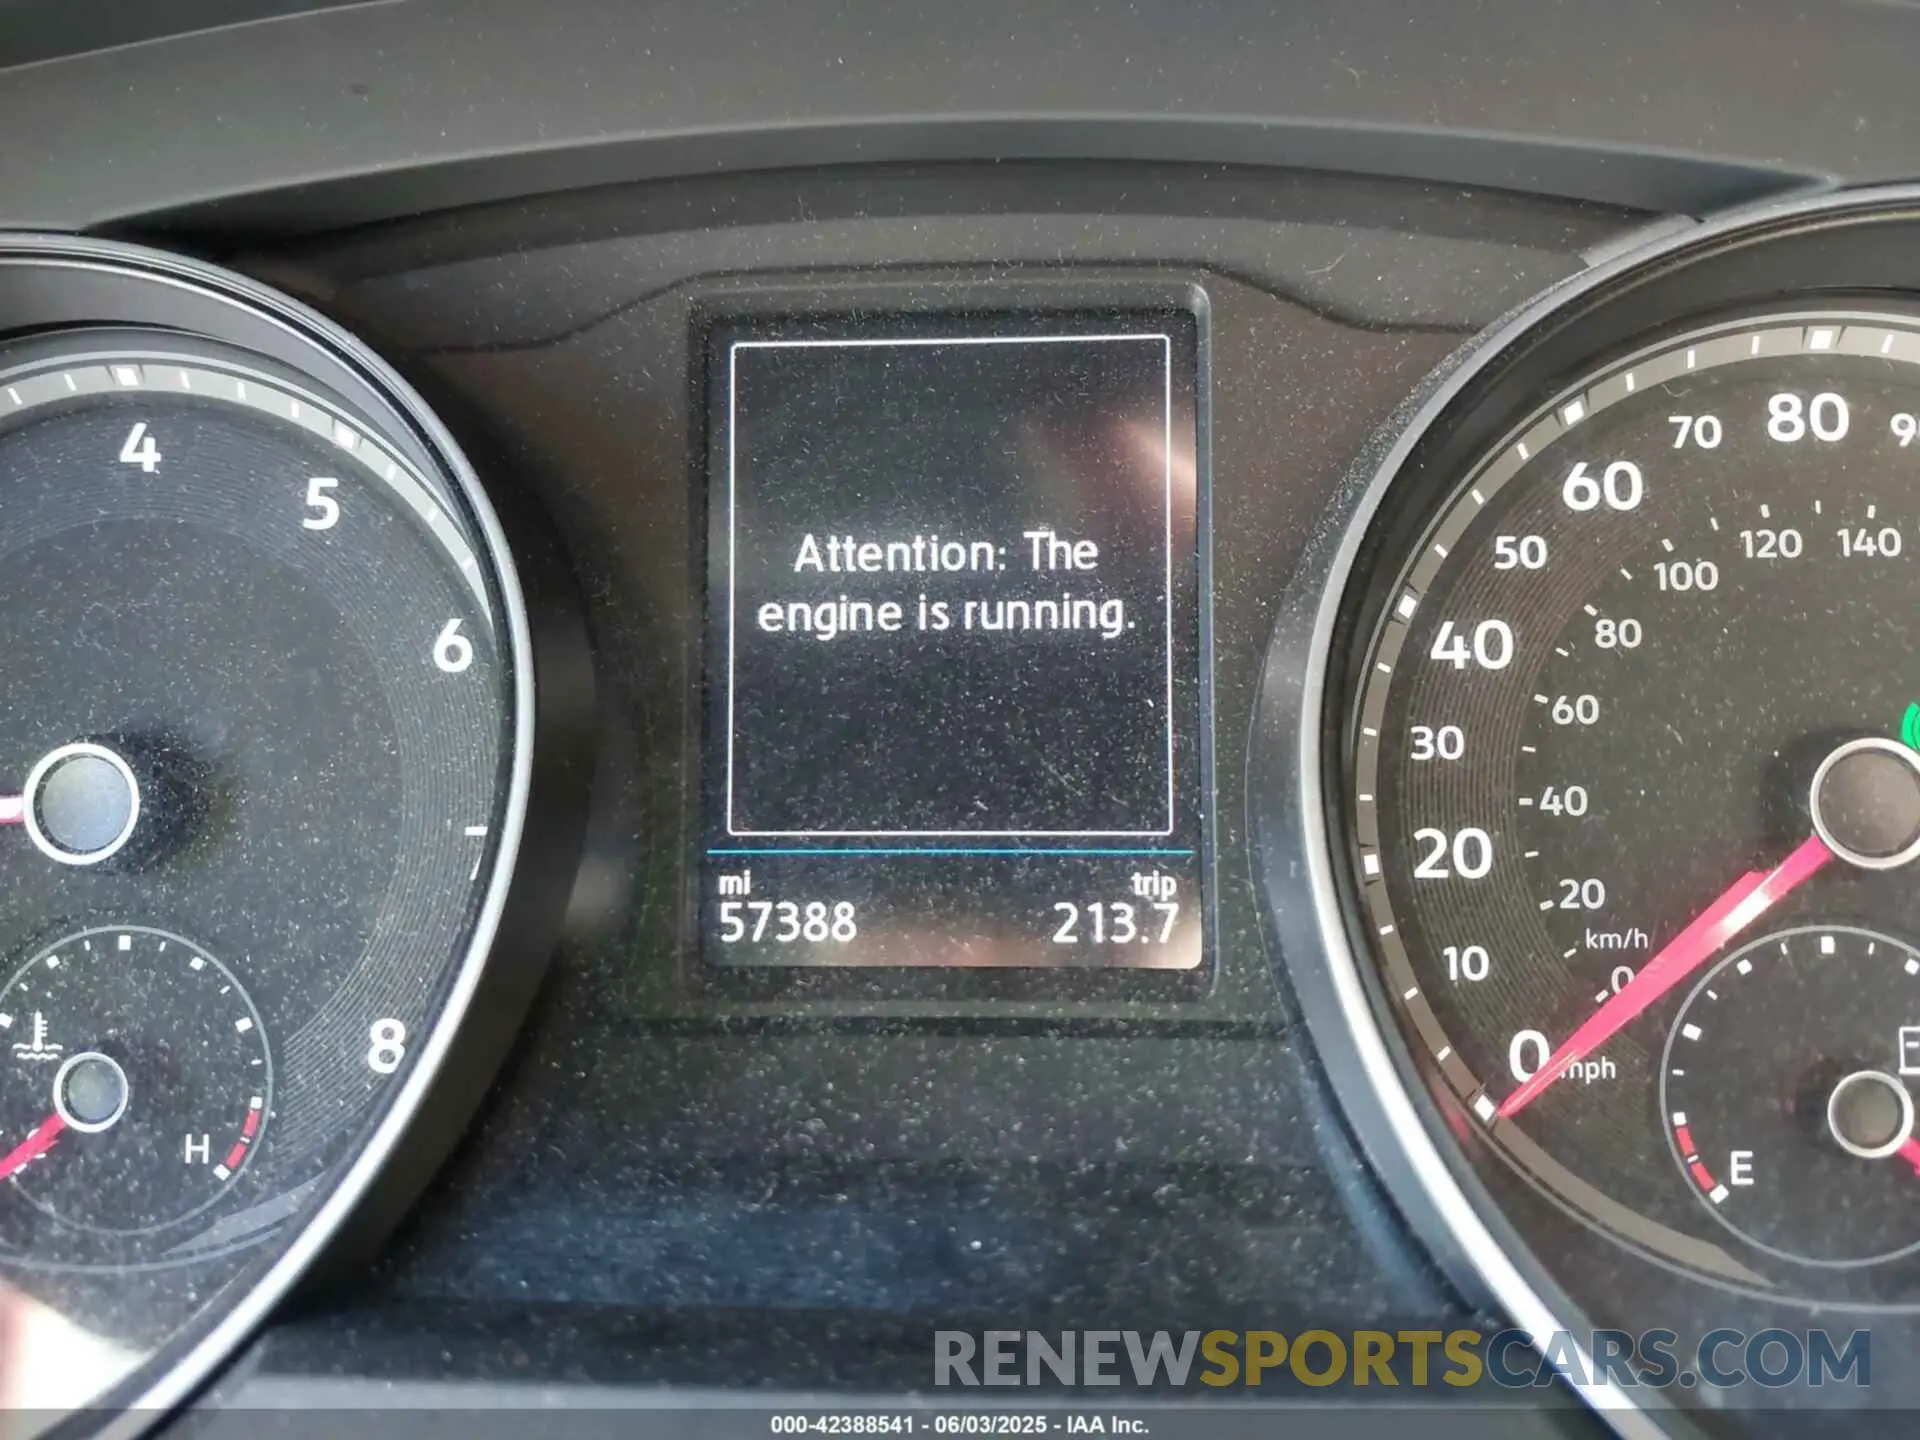 4
5
6
7
8
H
Attention: The
engine is running.
mi
57388
trip
213.7
0
10
20
30
40
50
60
70
80
mph
0
20
40
60
80
100
120
140
km/h
E
RENEWSPORTSCARS.COM
000-42388541 - 06/03/2025 - IAA Inc.